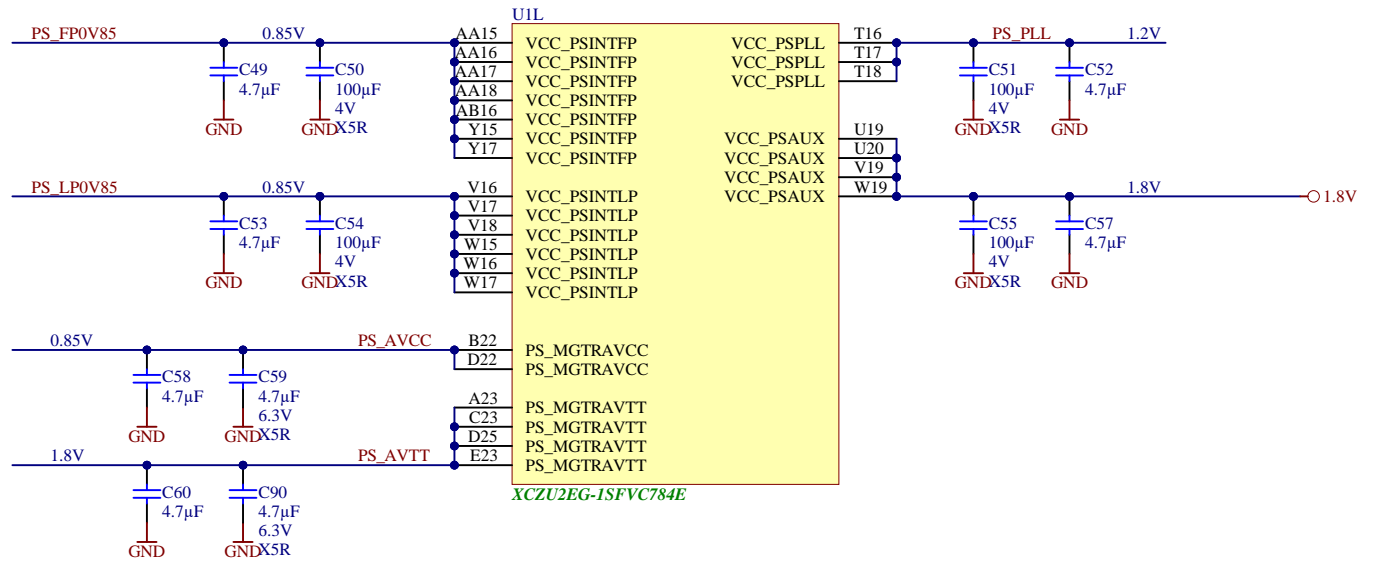 U1L
PS_FP0V85 0.85V
C49
4.7µF
GND
C50
100µF
4V
X5R
GND
AA15 VCC_PSINTFP
AA16 VCC_PSINTFP
AA17 VCC_PSINTFP
AA18 VCC_PSINTFP
AB16 VCC_PSINTFP
Y15 VCC_PSINTFP
Y17 VCC_PSINTFP
VCC_PSPLL T16
VCC_PSPLL T17
VCC_PSPLL T18
PS_PLL 1.2V
C51
100µF
4V
X5R
GND
C52
4.7µF
GND
PS_LP0V85 0.85V
C53
4.7µF
GND
C54
100µF
4V
X5R
GND
V16 VCC_PSINTLP
V17 VCC_PSINTLP
V18 VCC_PSINTLP
W15 VCC_PSINTLP
W16 VCC_PSINTLP
W17 VCC_PSINTLP
VCC_PSAUX U19
VCC_PSAUX U20
VCC_PSAUX V19
VCC_PSAUX W19
1.8V 1.8V
C55
100µF
4V
X5R
GND
C57
4.7µF
GND
0.85V PS_AVCC
C58
4.7µF
GND
C59
4.7µF
6.3V
X5R
GND
B22 PS_MGTRAVCC
D22 PS_MGTRAVCC
A23 PS_MGTRAVTT
C23 PS_MGTRAVTT
D25 PS_MGTRAVTT
E23 PS_MGTRAVTT
1.8V PS_AVTT
C60
4.7µF
GND
C90
4.7µF
6.3V
X5R
GND
XCZU2EG-1SFVC784E